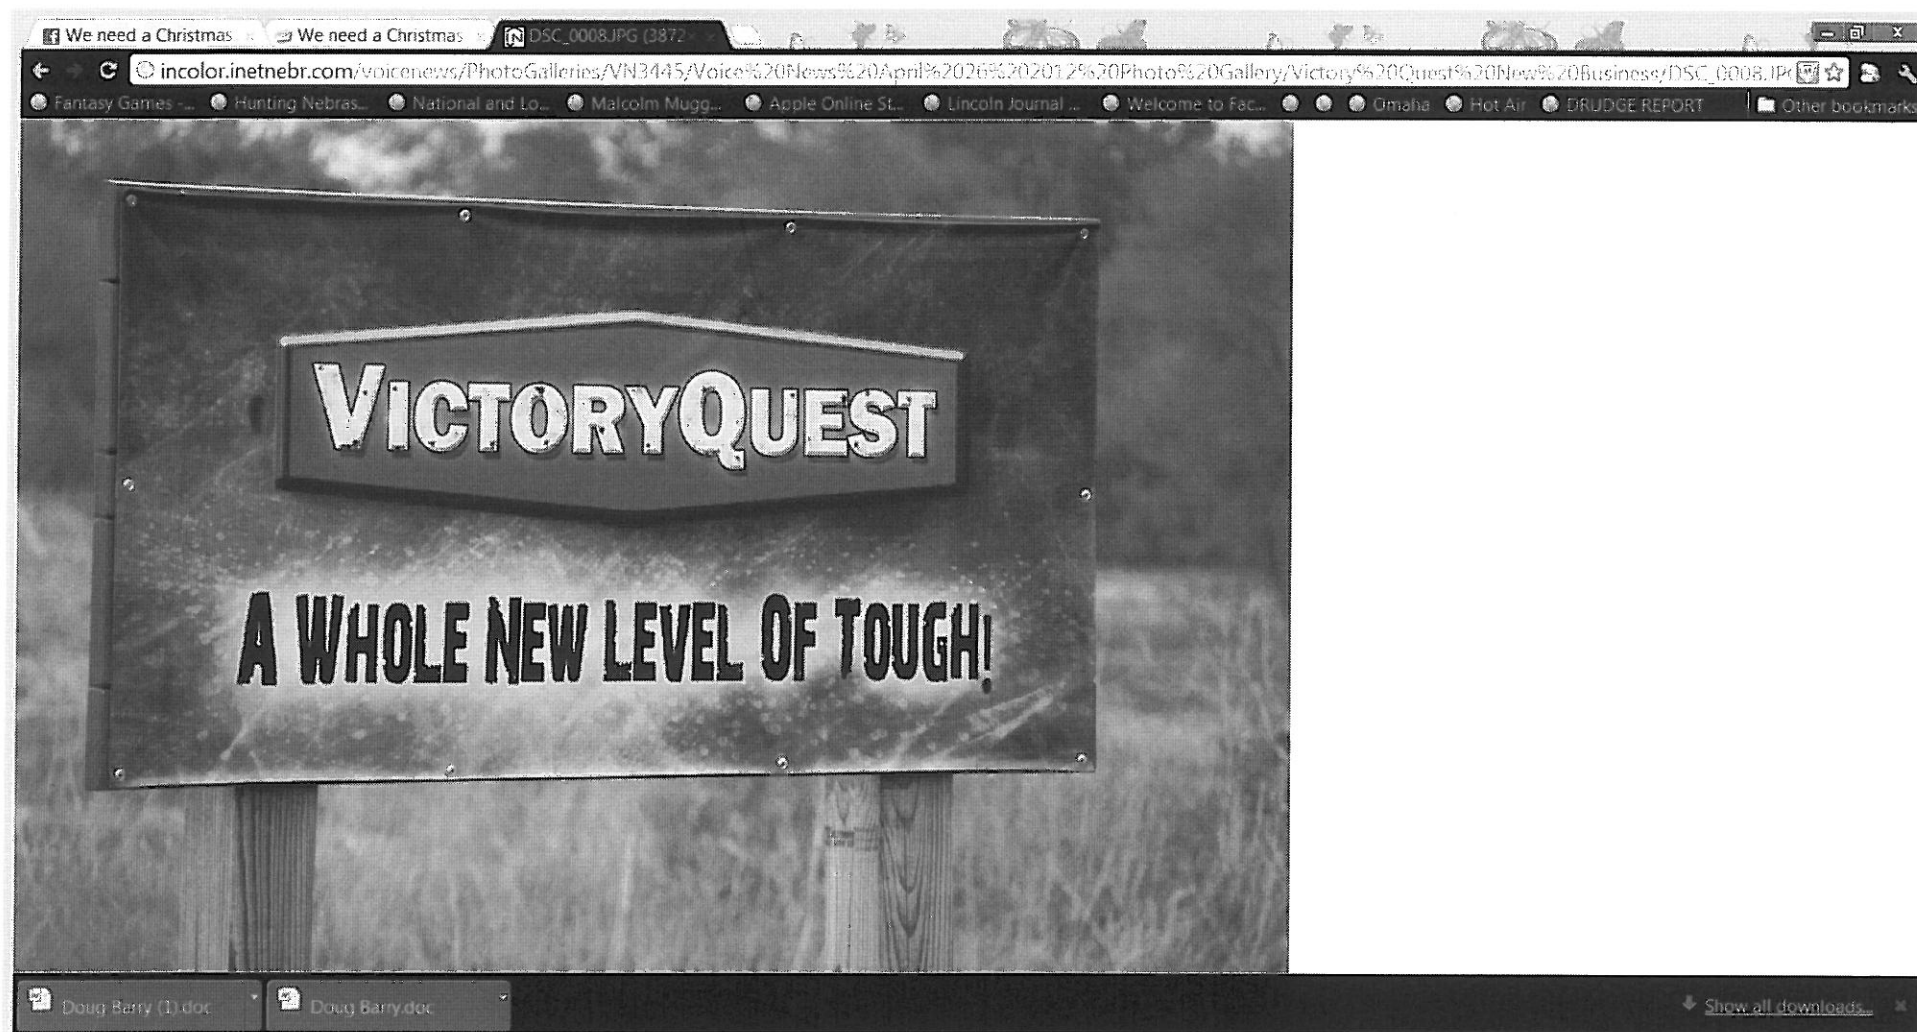 We need a Christmas
We need a Christmas
DSC_0008.JPG (3872
incolor.inetnebr.com/voicenews/PhotoGalleries/VN3445/Voice%20News%20April%2026%202012%20Photo%20Gallery/Victory%20Quest%20New%20Business/DSC_0008.JP
Fantasy Games -... Hunting Nebras... National and Lo... Malcolm Mugg... Apple Online St... Lincoln Journal ... Welcome to Fac... Omaha Hot Air DRUDGE REPORT Other bookmarks
VICTORYQUEST
A WHOLE NEW LEVEL OF TOUGH!
Doug Barry (1).doc
Doug Barry.doc
Show all downloads...